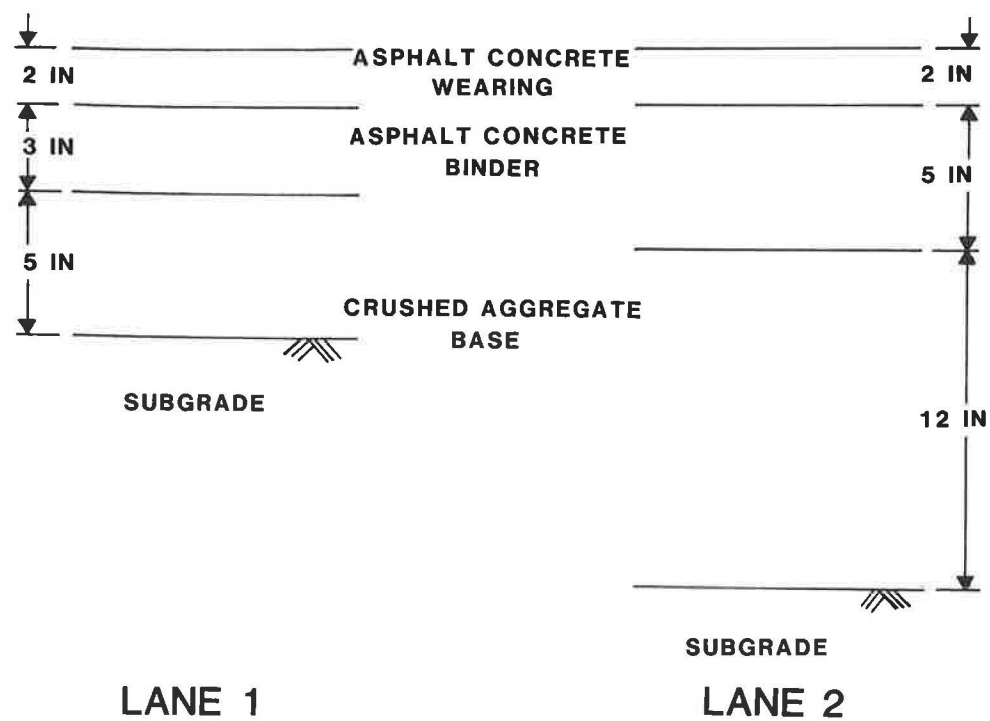 2 IN
ASPHALT CONCRETE
WEARING
2 IN
3 IN
ASPHALT CONCRETE
BINDER
5 IN
5 IN
CRUSHED AGGREGATE
BASE
SUBGRADE
12 IN
SUBGRADE
LANE 1
LANE 2